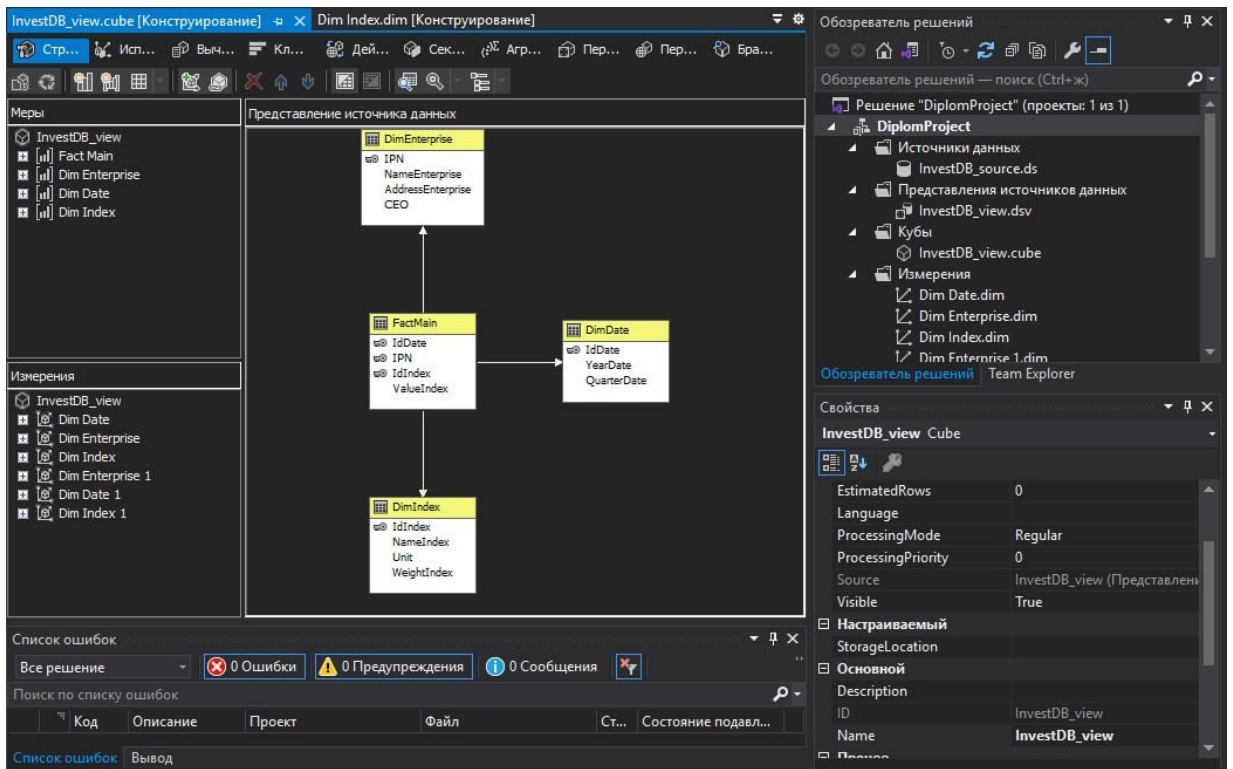 InvestDB_view.cube [Конструирование]
Dim Index.dim [Конструирование]
Стр...
Исп...
Выч...
Кл...
Дей...
Сек...
Агр...
Пер...
Пер...
Бра...
Меры
InvestDB_view
Fact Main
Dim Enterprise
Dim Date
Dim Index
Измерения
InvestDB_view
Dim Date
Dim Enterprise
Dim Index
Dim Enterprise 1
Dim Date 1
Dim Index 1
Представление источника данных
DimEnterprise
IPN
NameEnterprise
AddressEnterprise
CEO
FactMain
IdDate
IPN
IdIndex
ValueIndex
DimDate
IdDate
YearDate
QuarterDate
DimIndex
IdIndex
NameIndex
Unit
WeightIndex
Список ошибок
Все решение
0 Ошибки
0 Предупреждения
0 Сообщения
Поиск по списку ошибок
Код Описание Проект Файл Ст... Состояние подавл...
Список ошибок Вывод
Обозреватель решений
Обозреватель решений — поиск (Ctrl+ж)
Решение "DiplomProject" (проекты: 1 из 1)
DiplomProject
Источники данных
InvestDB_source.ds
Представления источников данных
InvestDB_view.dsv
Кубы
InvestDB_view.cube
Измерения
Dim Date.dim
Dim Enterprise.dim
Dim Index.dim
Dim Enterprise 1.dim
Обозреватель решений Team Explorer
Свойства
InvestDB_view Cube
EstimatedRows 0
Language
ProcessingMode Regular
ProcessingPriority 0
Source InvestDB_view (Представлени
Visible True
Настраиваемый
StorageLocation
Основной
Description
ID InvestDB_view
Name InvestDB_view
Прочее